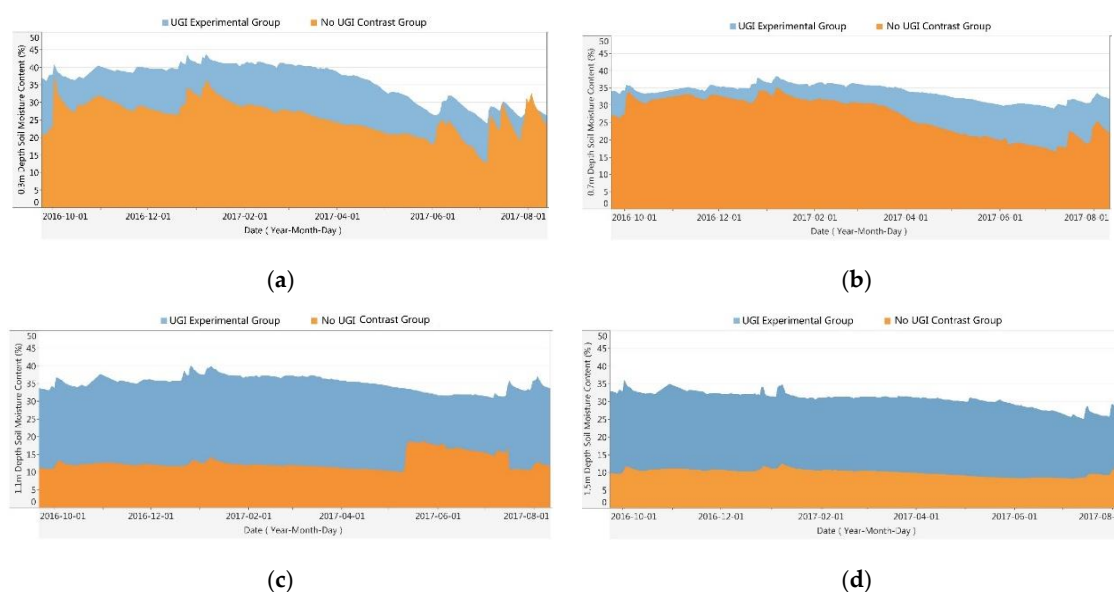 UGI Experimental Group No UGI Contrast Group
50
45
40
35
30
25
20
15
10
5
0
0.3m Depth Soil Moisture Content (%)
2016-10-01 2016-12-01 2017-02-01 2017-04-01 2017-06-01 2017-08-01
Date ( Year-Month-Day )
(a)
UGI Experimental Group No UGI Contrast Group
50
45
40
35
30
25
20
15
10
5
0
0.7m Depth Soil Moisture Content (%)
2016-10-01 2016-12-01 2017-02-01 2017-04-01 2017-06-01 2017-08-01
Date ( Year-Month-Day )
(b)
UGI Experimental Group No UGI Contrast Group
50
45
40
35
30
25
20
15
10
5
0
1.1m Depth Soil Moisture Content (%)
2016-10-01 2016-12-01 2017-02-01 2017-04-01 2017-06-01 2017-08-01
Date ( Year-Month-Day )
(c)
UGI Experimental Group No UGI Contrast Group
50
45
40
35
30
25
20
15
10
5
0
1.5m Depth Soil Moisture Content (%)
2016-10-01 2016-12-01 2017-02-01 2017-04-01 2017-06-01 2017-08-
Date ( Year-Month-Day )
(d)